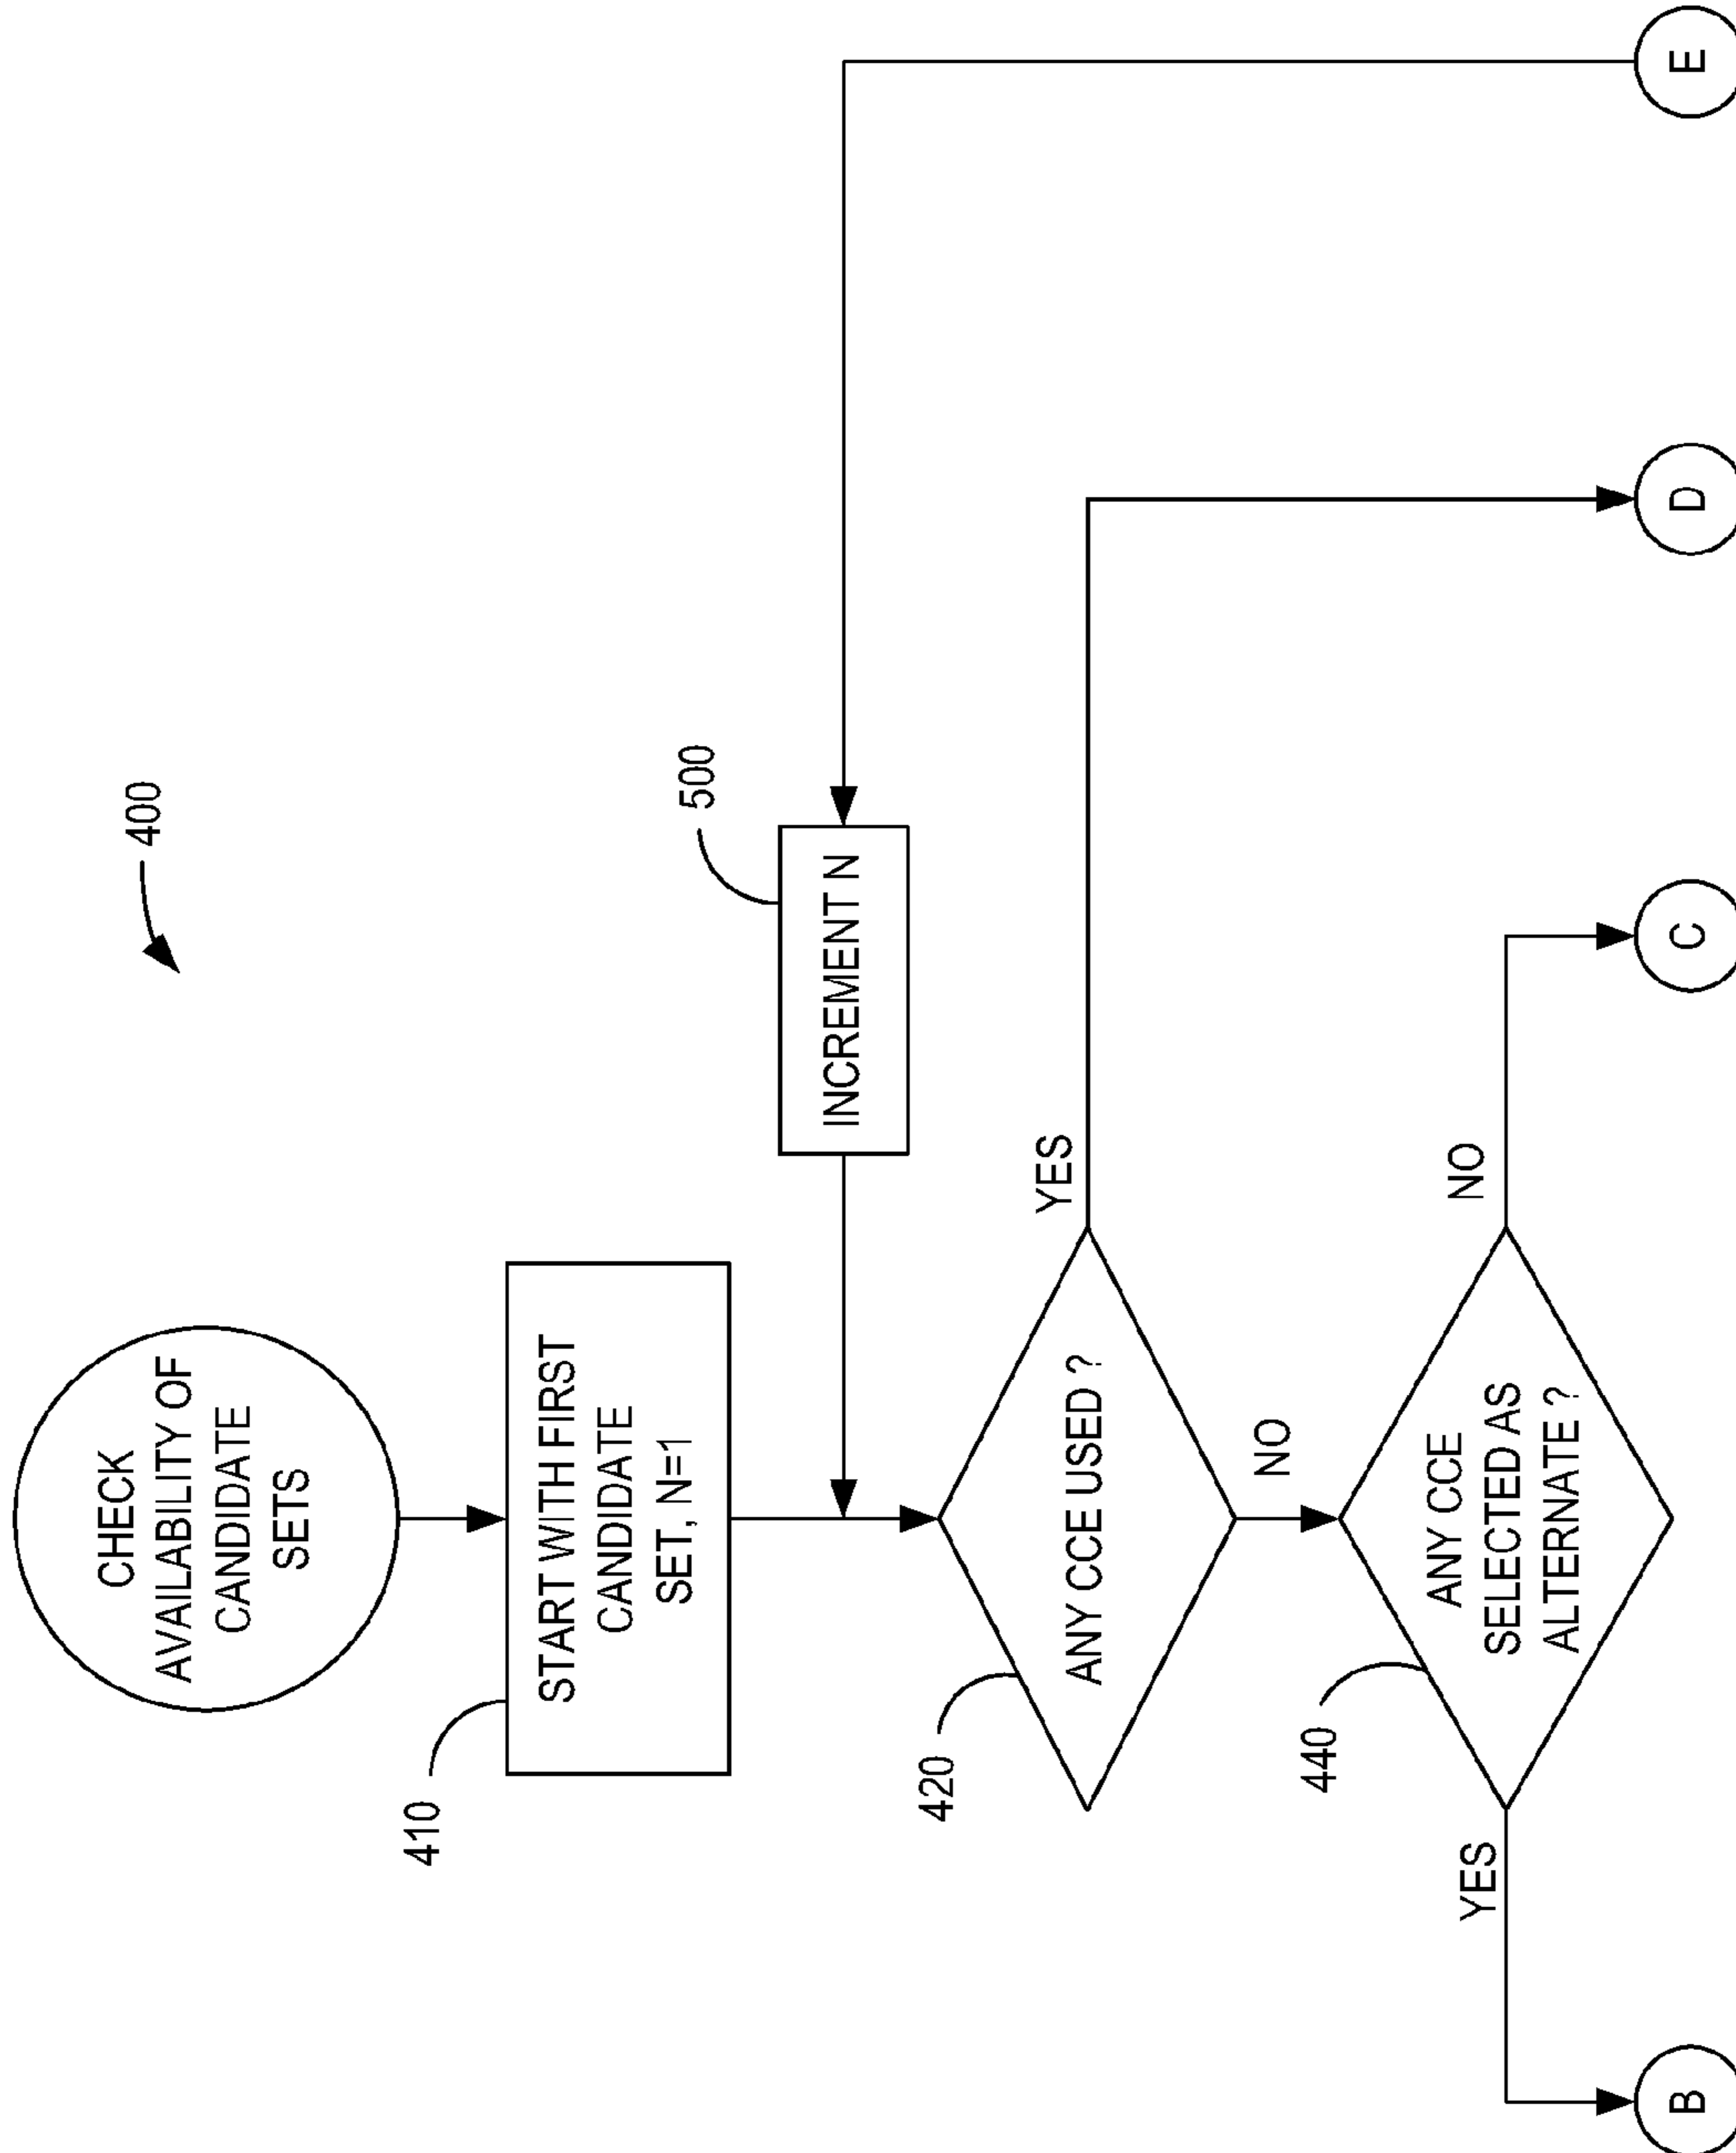 400
CHECK
AVAILABILITY OF
CANDIDATE
SETS
410
START WITH FIRST
CANDIDATE
SET, N=1
500
INCREMENT N
420
ANY CCE USED ?
YES
NO
440
ANY CCE
SELECTED AS
ALTERNATE ?
YES
NO
B
C
D
E